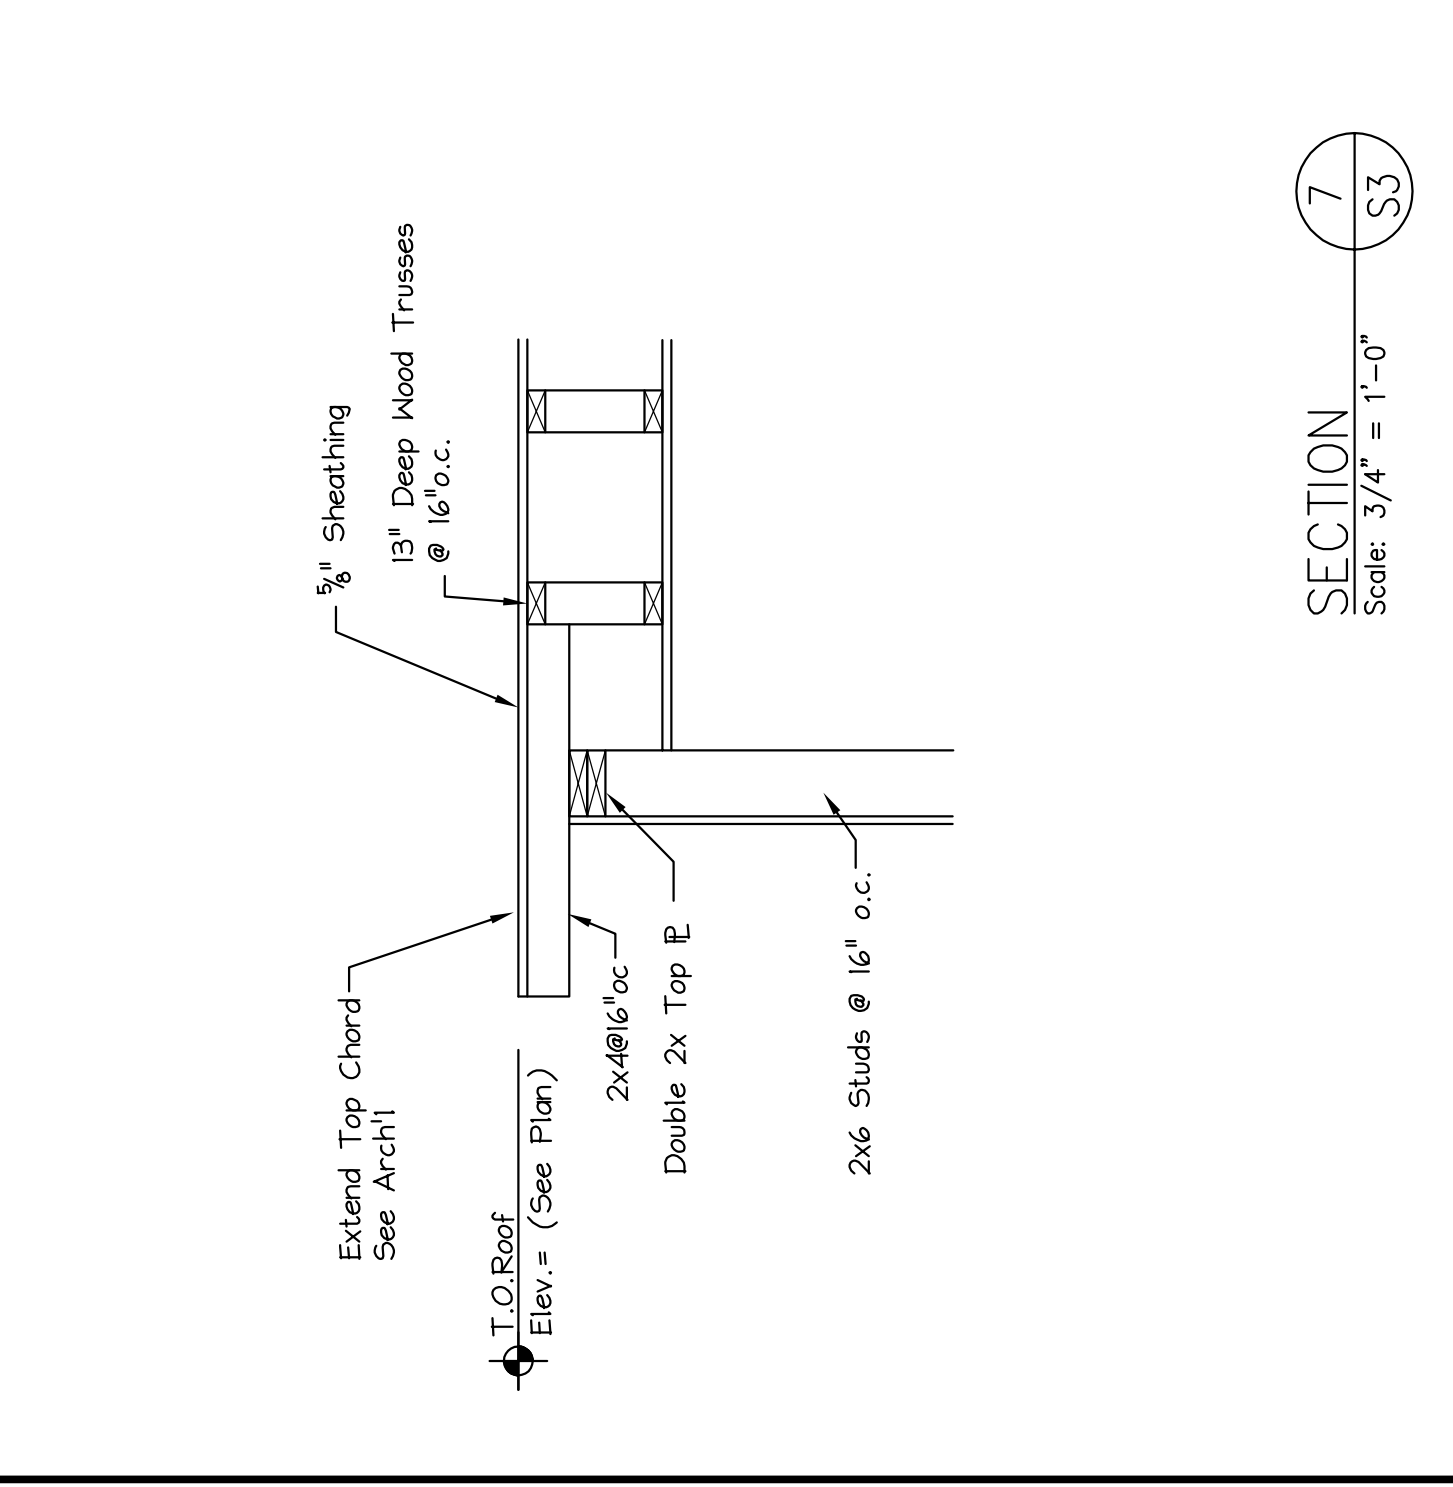 5/8" Sheathing
13" Deep Wood Trusses
@ 16"o.c.
Extend Top Chord
See Arch'l
T.O.Roof
Elev.= (See Plan)
2x4@16"oc
Double 2x Top PL
2x6 Studs @ 16" o.c.
SECTION
Scale: 3/4" = 1'-0"
7
S3